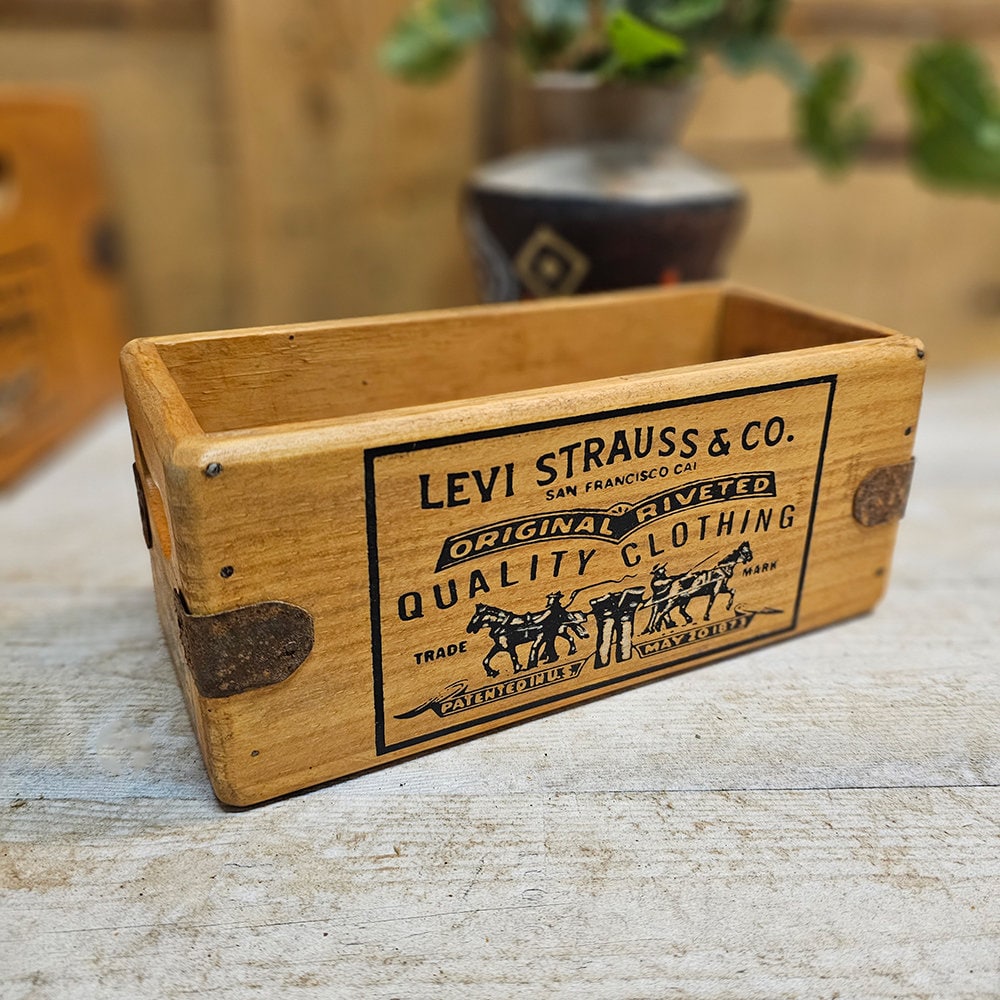 LEVI STRAUSS & CO.
SAN FRANCISCO CAL
ORIGINAL RIVETED
QUALITY CLOTHING
TRADE MARK
PATENTED IN U.S. MAY 20 1873